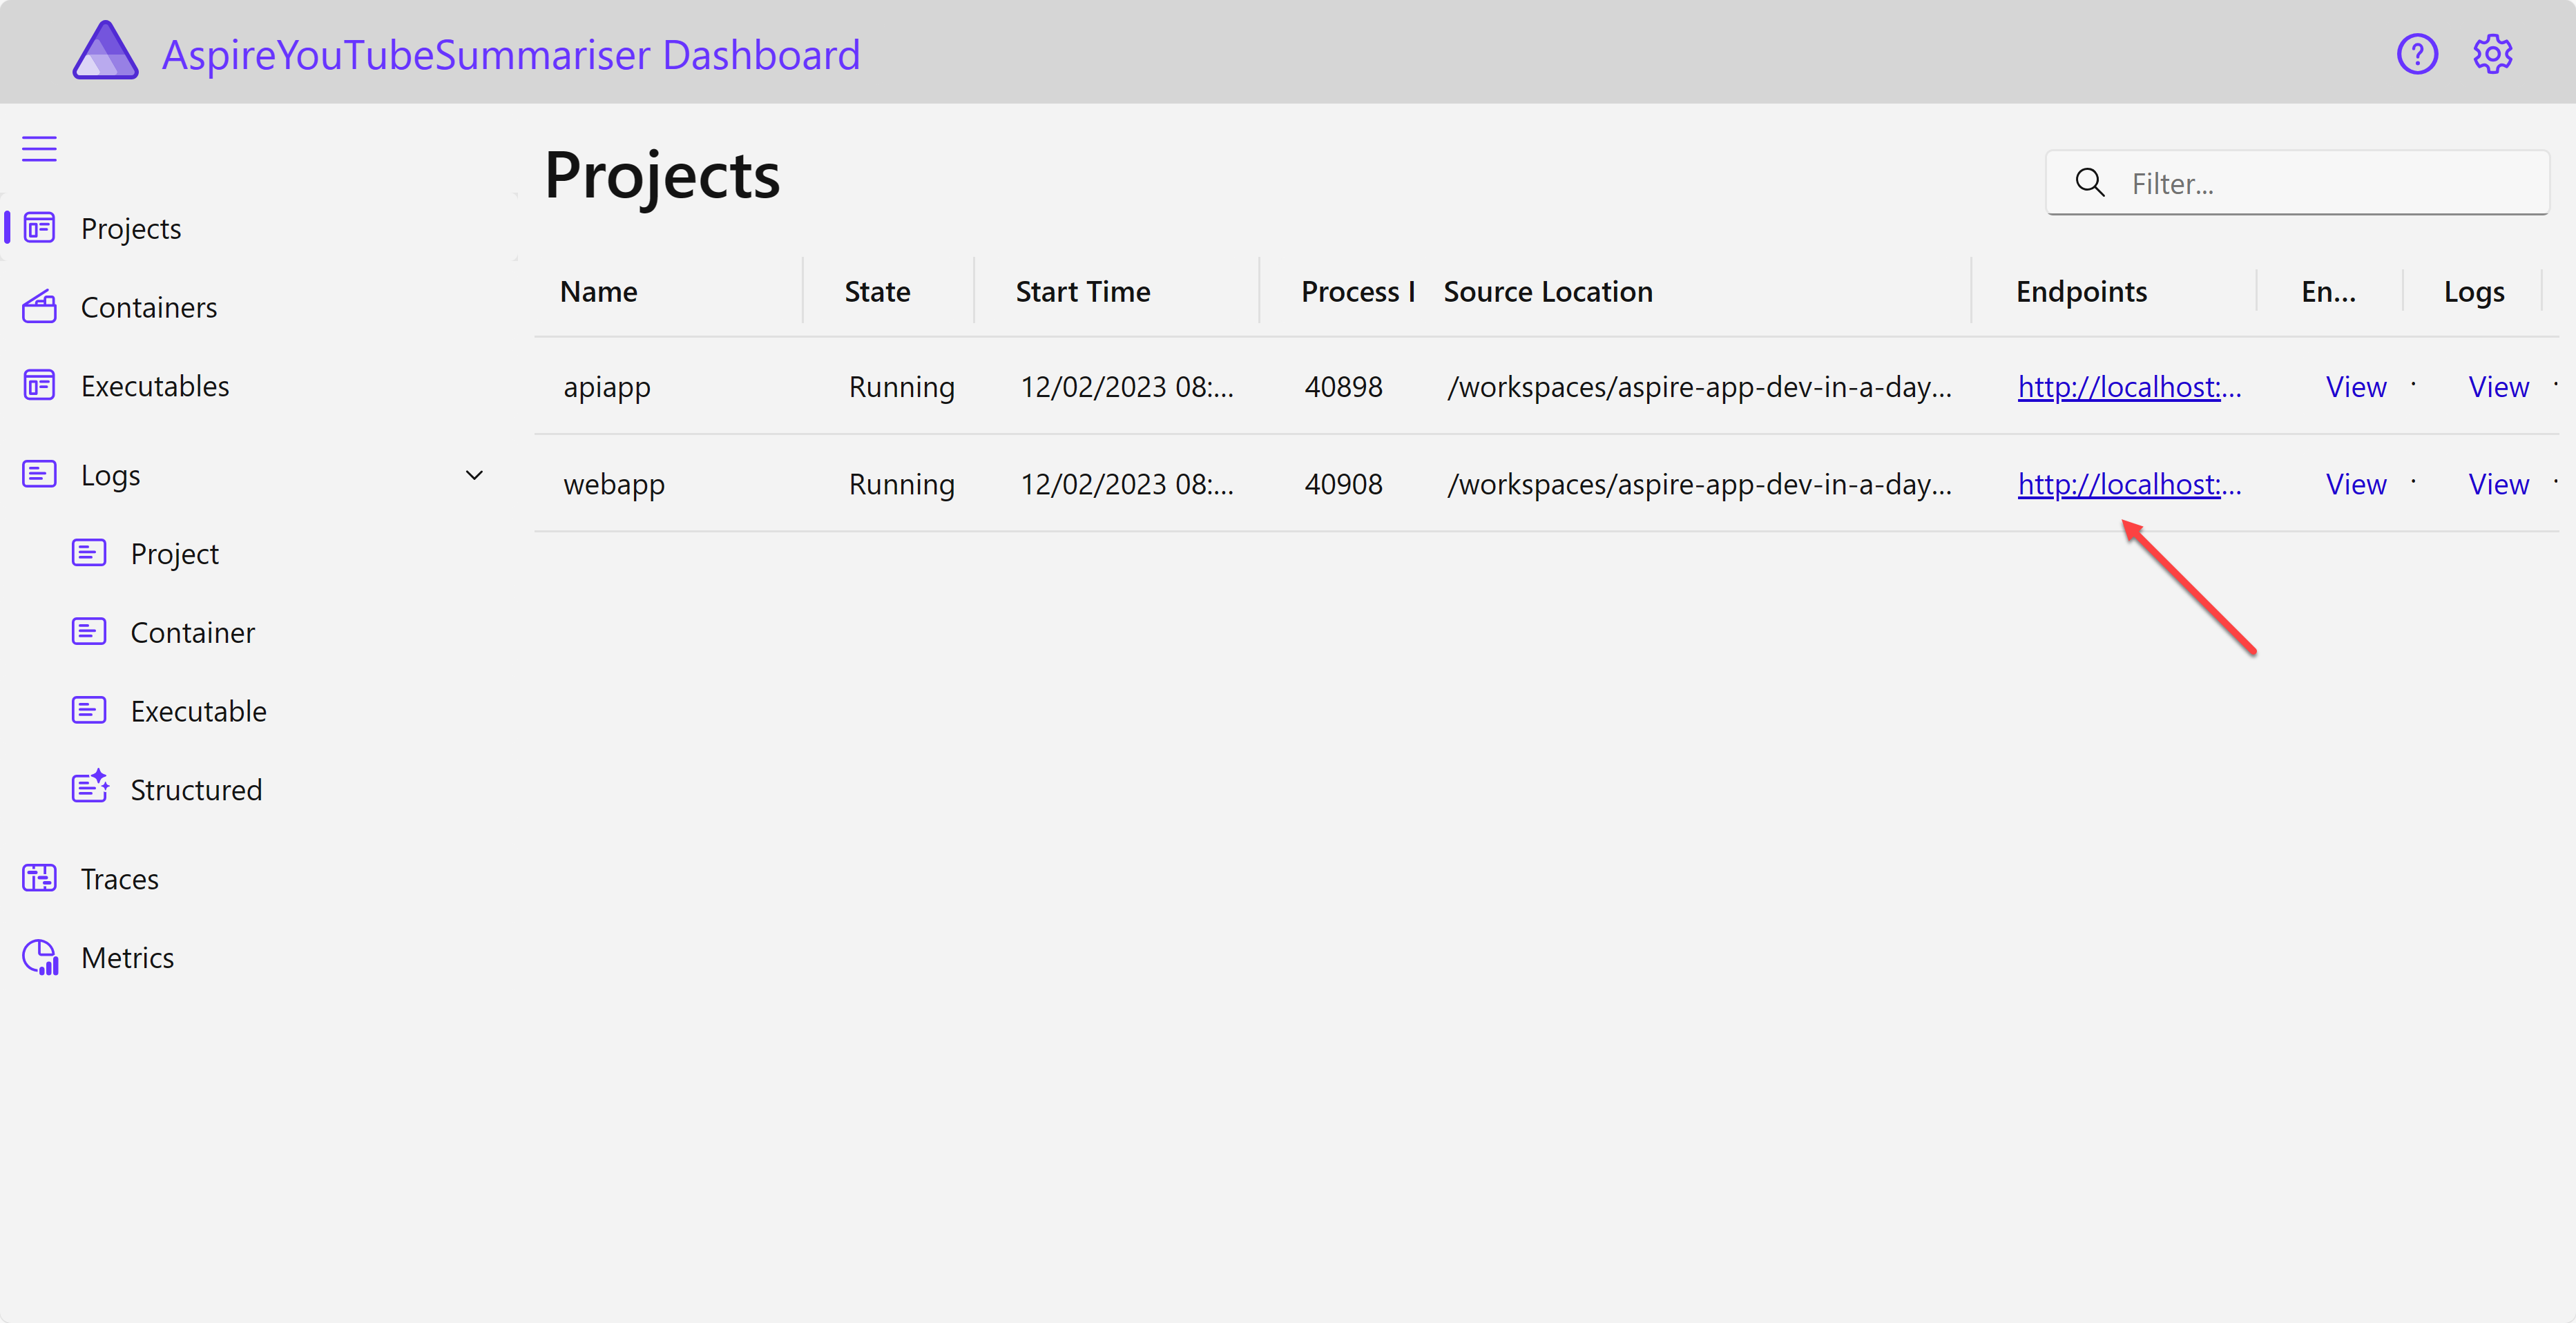 AspireYouTubeSummariser Dashboard
Projects
Containers
Executables
Logs
Project
Container
Executable
Structured
Traces
Metrics
Projects
Filter...
Name State Start Time Process I Source Location Endpoints En... Logs
apiapp Running 12/02/2023 08:... 40898 /workspaces/aspire-app-dev-in-a-day... http://localhost:... View View
webapp Running 12/02/2023 08:... 40908 /workspaces/aspire-app-dev-in-a-day... http://localhost:... View View